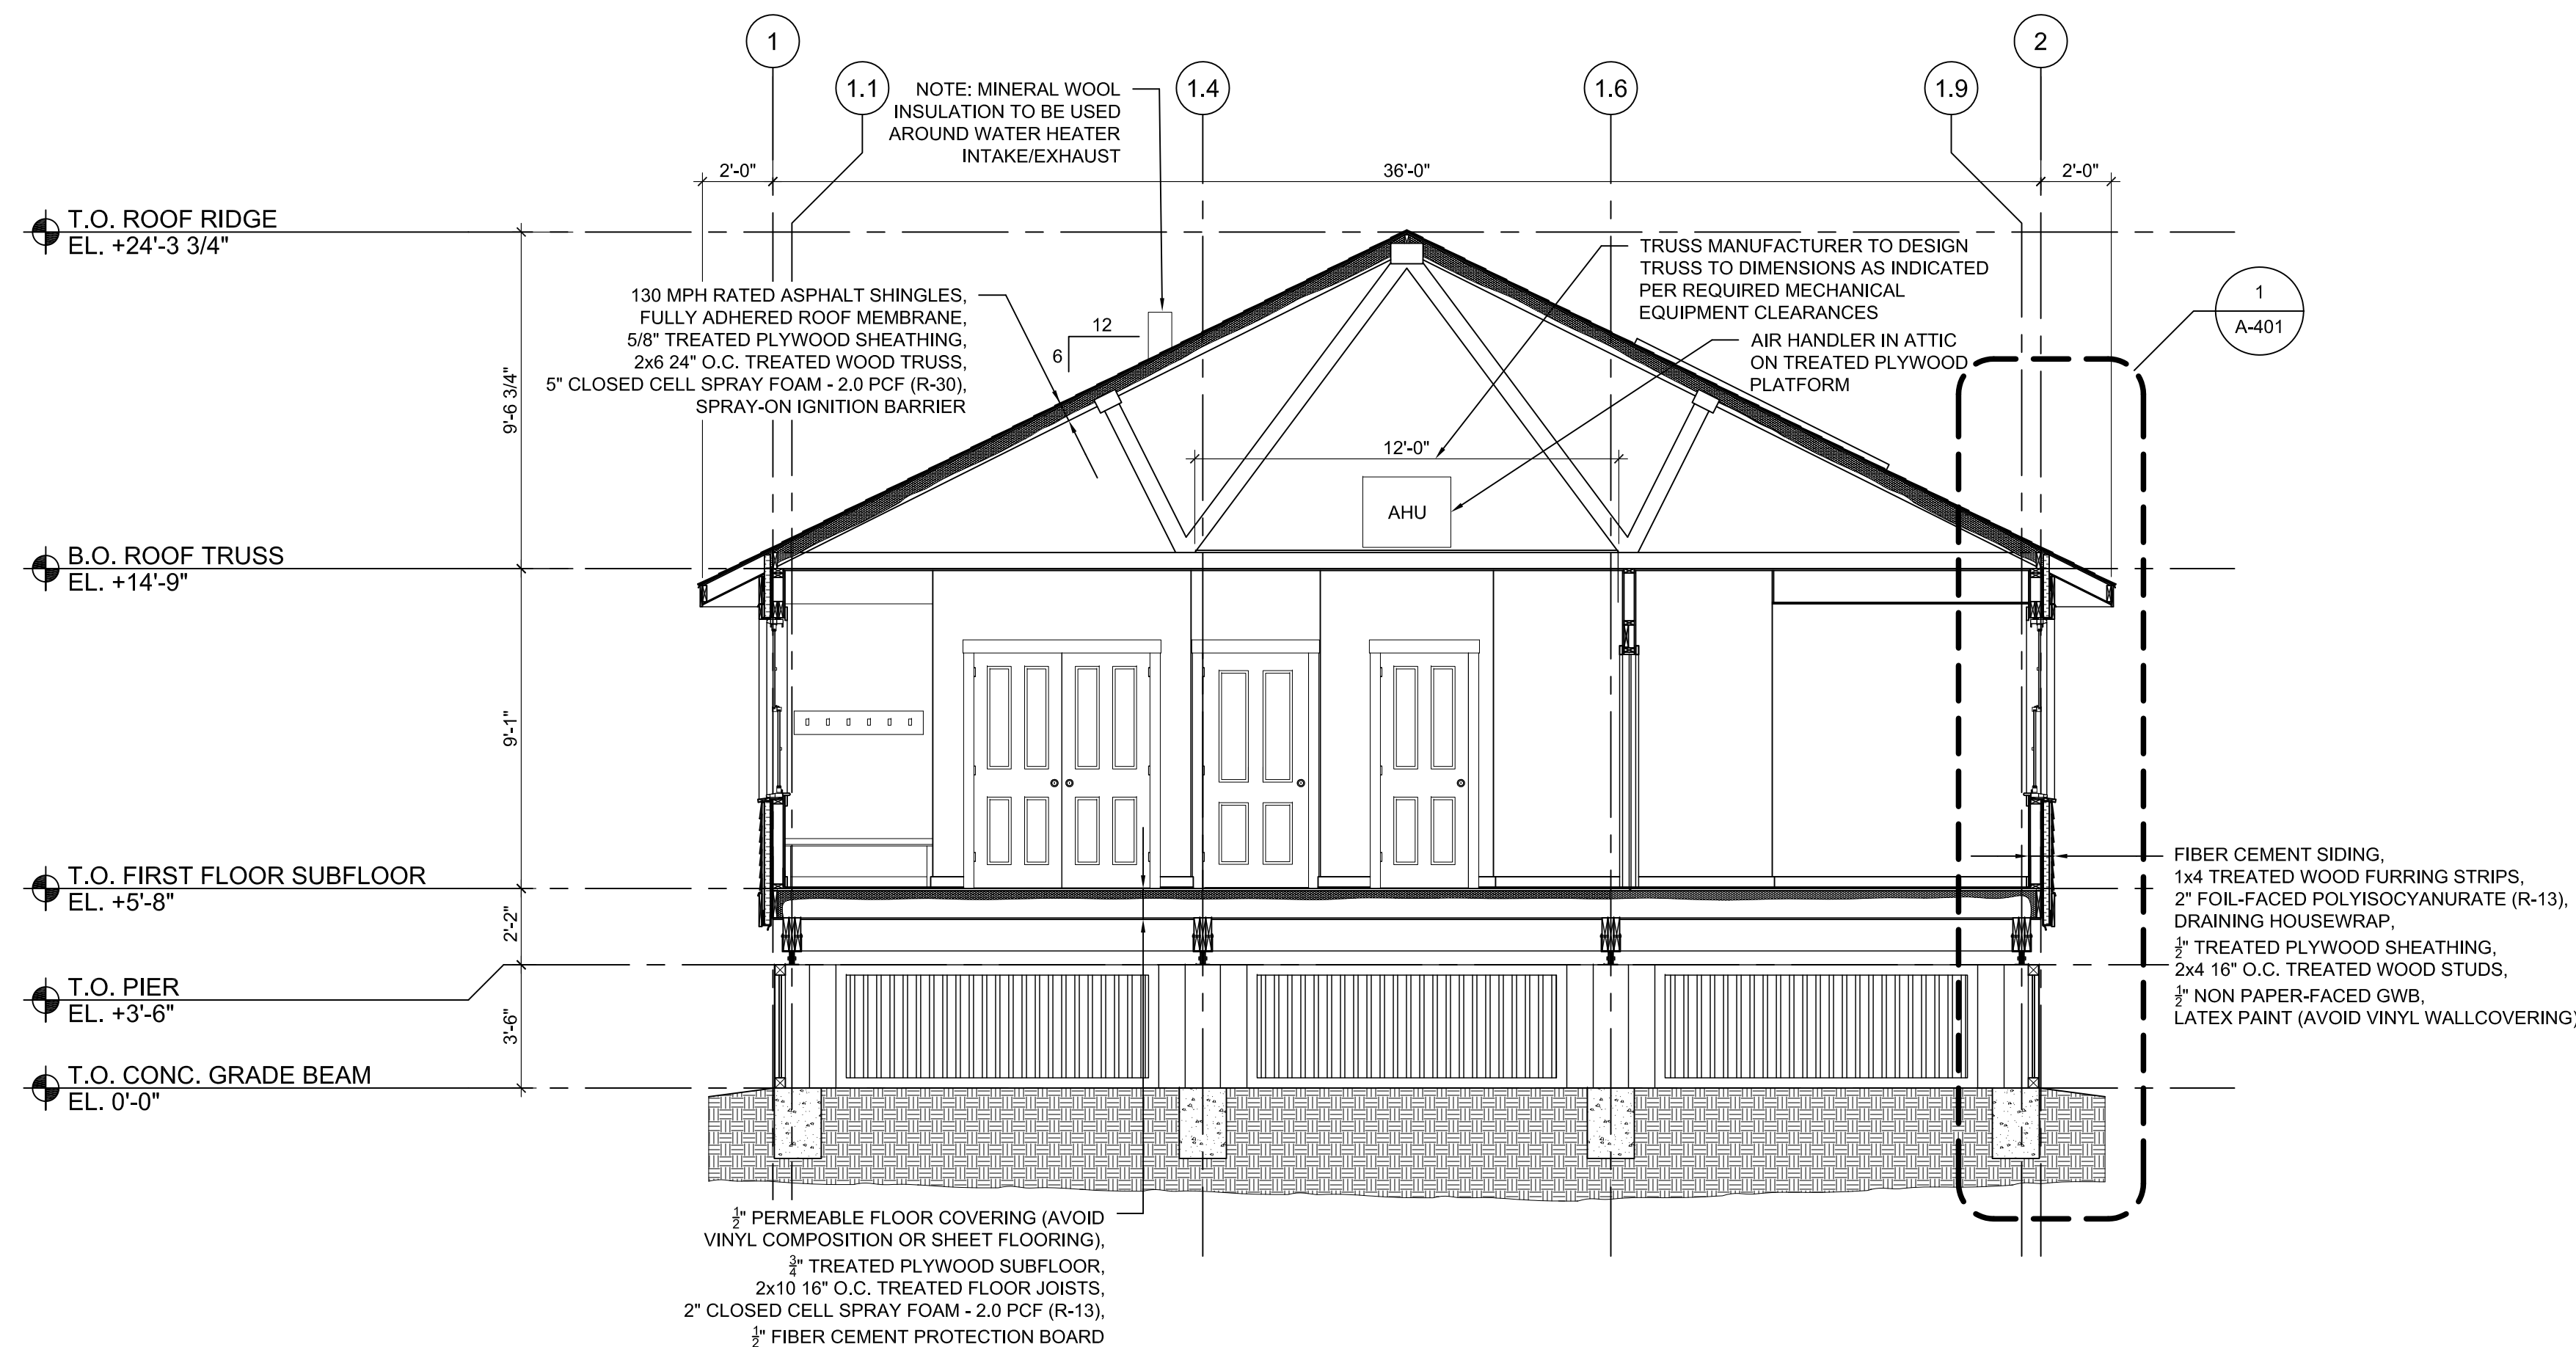 1
2
1.1
1.4
1.6
1.9
NOTE: MINERAL WOOL
INSULATION TO BE USED
AROUND WATER HEATER
INTAKE/EXHAUST
2'-0"
36'-0"
2'-0"
T.O. ROOF RIDGE
EL. +24'-3 3/4"
TRUSS MANUFACTURER TO DESIGN
TRUSS TO DIMENSIONS AS INDICATED
PER REQUIRED MECHANICAL
EQUIPMENT CLEARANCES
1
A-401
130 MPH RATED ASPHALT SHINGLES,
FULLY ADHERED ROOF MEMBRANE,
5/8" TREATED PLYWOOD SHEATHING,
2x6 24" O.C. TREATED WOOD TRUSS,
5" CLOSED CELL SPRAY FOAM - 2.0 PCF (R-30),
SPRAY-ON IGNITION BARRIER
12
6
AIR HANDLER IN ATTIC
ON TREATED PLYWOOD
PLATFORM
9'-6 3/4"
12'-0"
AHU
B.O. ROOF TRUSS
EL. +14'-9"
9'-1"
T.O. FIRST FLOOR SUBFLOOR
EL. +5'-8"
2'-2"
FIBER CEMENT SIDING,
1x4 TREATED WOOD FURRING STRIPS,
2" FOIL-FACED POLYISOCYANURATE (R-13),
DRAINING HOUSEWRAP,
½" TREATED PLYWOOD SHEATHING,
2x4 16" O.C. TREATED WOOD STUDS,
½" NON PAPER-FACED GWB,
LATEX PAINT (AVOID VINYL WALLCOVERING)
T.O. PIER
EL. +3'-6"
3'-6"
T.O. CONC. GRADE BEAM
EL. 0'-0"
½" PERMEABLE FLOOR COVERING (AVOID
VINYL COMPOSITION OR SHEET FLOORING),
¾" TREATED PLYWOOD SUBFLOOR,
2x10 16" O.C. TREATED FLOOR JOISTS,
2" CLOSED CELL SPRAY FOAM - 2.0 PCF (R-13),
½" FIBER CEMENT PROTECTION BOARD